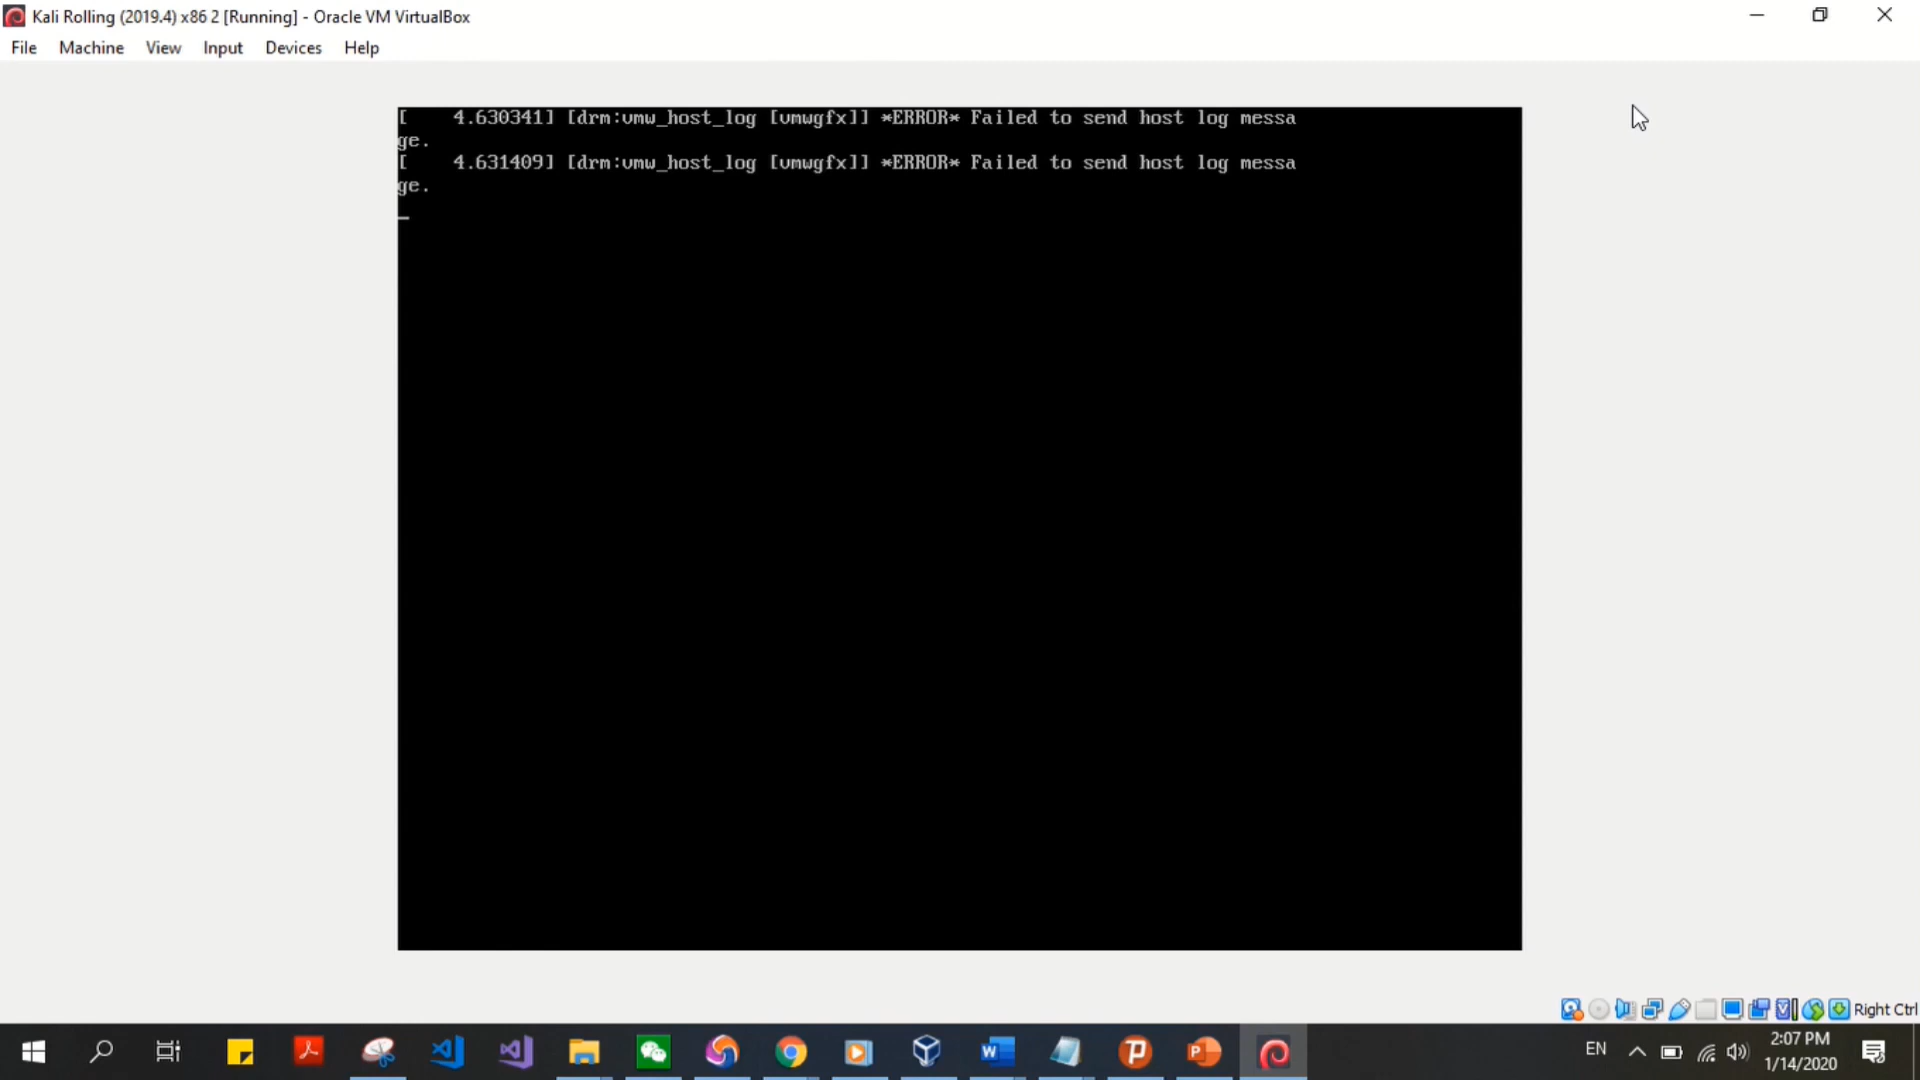 Kali Rolling (2019.4) x86 2 [Running] - Oracle VM VirtualBox
File Machine View Input Devices Help
[    4.630341] [drm:vmw_host_log [vmwgfx]] *ERROR* Failed to send host log messa
ge.
[    4.631409] [drm:vmw_host_log [vmwgfx]] *ERROR* Failed to send host log messa
ge.
_
Right Ctrl
EN
2:07 PM
1/14/2020